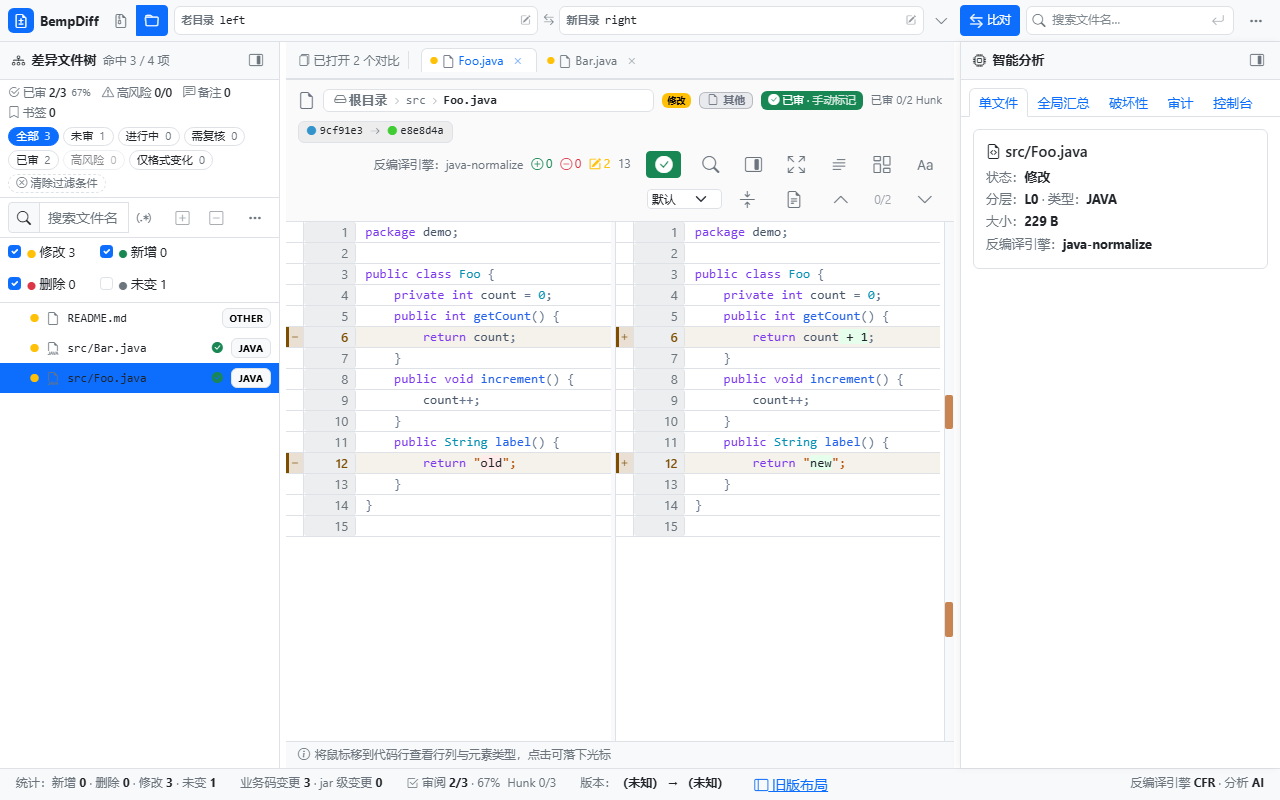 BempDiff 老目录 left 新目录 right 比对 搜索文件名...
差异文件树 命中 3 / 4 项
已审 2/3 67% 高风险 0/0 备注 0
书签 0
全部 3 未审 1 进行中 0 需复核 0
已审 2 高风险 0 仅格式变化 0
清除过滤条件
搜索文件名 (.*)
修改 3 新增 0
删除 0 未变 1
README.md OTHER
src/Bar.java JAVA
src/Foo.java JAVA
已打开 2 个对比 Foo.java × Bar.java ×
根目录 › src › Foo.java 修改 其他 已审 · 手动标记 已审 0/2 Hunk
9cf91e3 → e8e8d4a
反编译引擎: java-normalize 0 0 2 13 Aa
默认 0/2
1 package demo;
2
3 public class Foo {
4 private int count = 0;
5 public int getCount() {
− 6 return count;
7 }
8 public void increment() {
9 count++;
10 }
11 public String label() {
− 12 return "old";
13 }
14 }
15
1 package demo;
2
3 public class Foo {
4 private int count = 0;
5 public int getCount() {
+ 6 return count + 1;
7 }
8 public void increment() {
9 count++;
10 }
11 public String label() {
+ 12 return "new";
13 }
14 }
15
将鼠标移到代码行查看行列与元素类型，点击可落下光标
智能分析
单文件 全局汇总 破坏性 审计 控制台
src/Foo.java
状态: 修改
分层: L0 · 类型: JAVA
大小: 229 B
反编译引擎: java-normalize
统计: 新增 0 · 删除 0 · 修改 3 · 未变 1 业务码变更 3 · jar 级变更 0 审阅 2/3 · 67% Hunk 0/3 版本: (未知) → (未知) 旧版布局 反编译引擎 CFR · 分析 AI